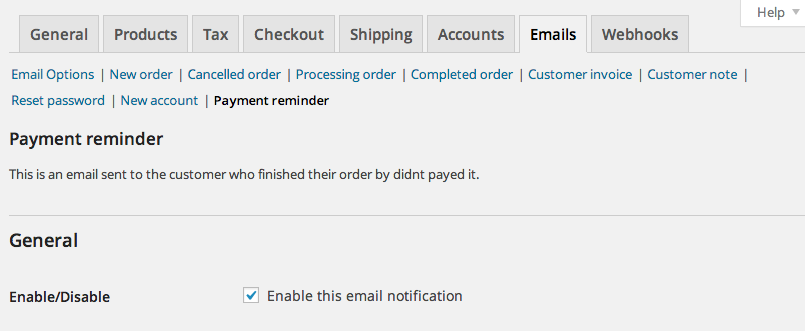 Help
General Products Tax Checkout Shipping Accounts Emails Webhooks
Email Options | New order | Cancelled order | Processing order | Completed order | Customer invoice | Customer note |
Reset password | New account | Payment reminder
Payment reminder
This is an email sent to the customer who finished their order by didnt payed it.
General
Enable/Disable Enable this email notification